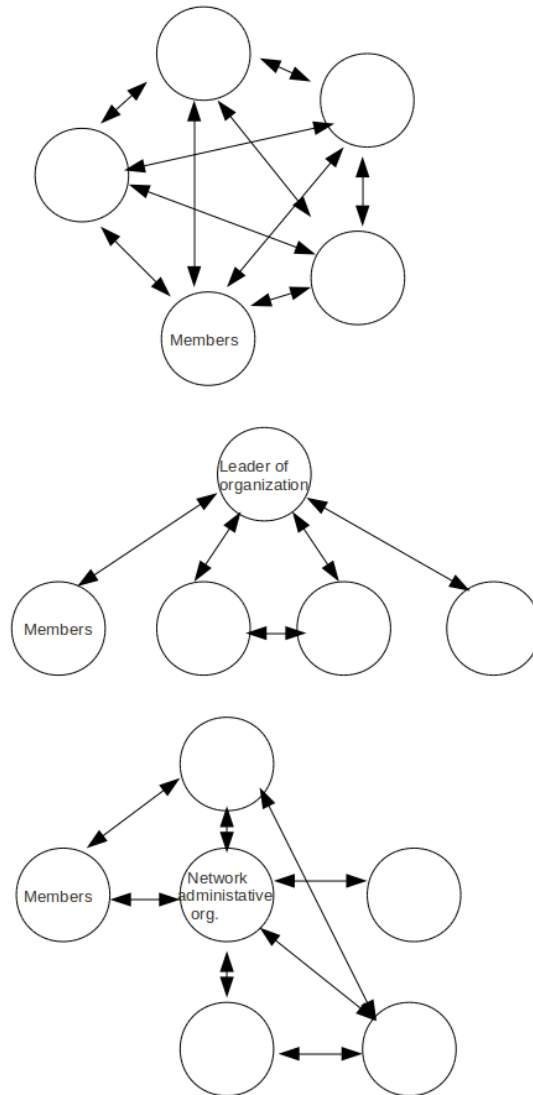 Members
Leader of
organization
Members
Network
Members
administative
org.